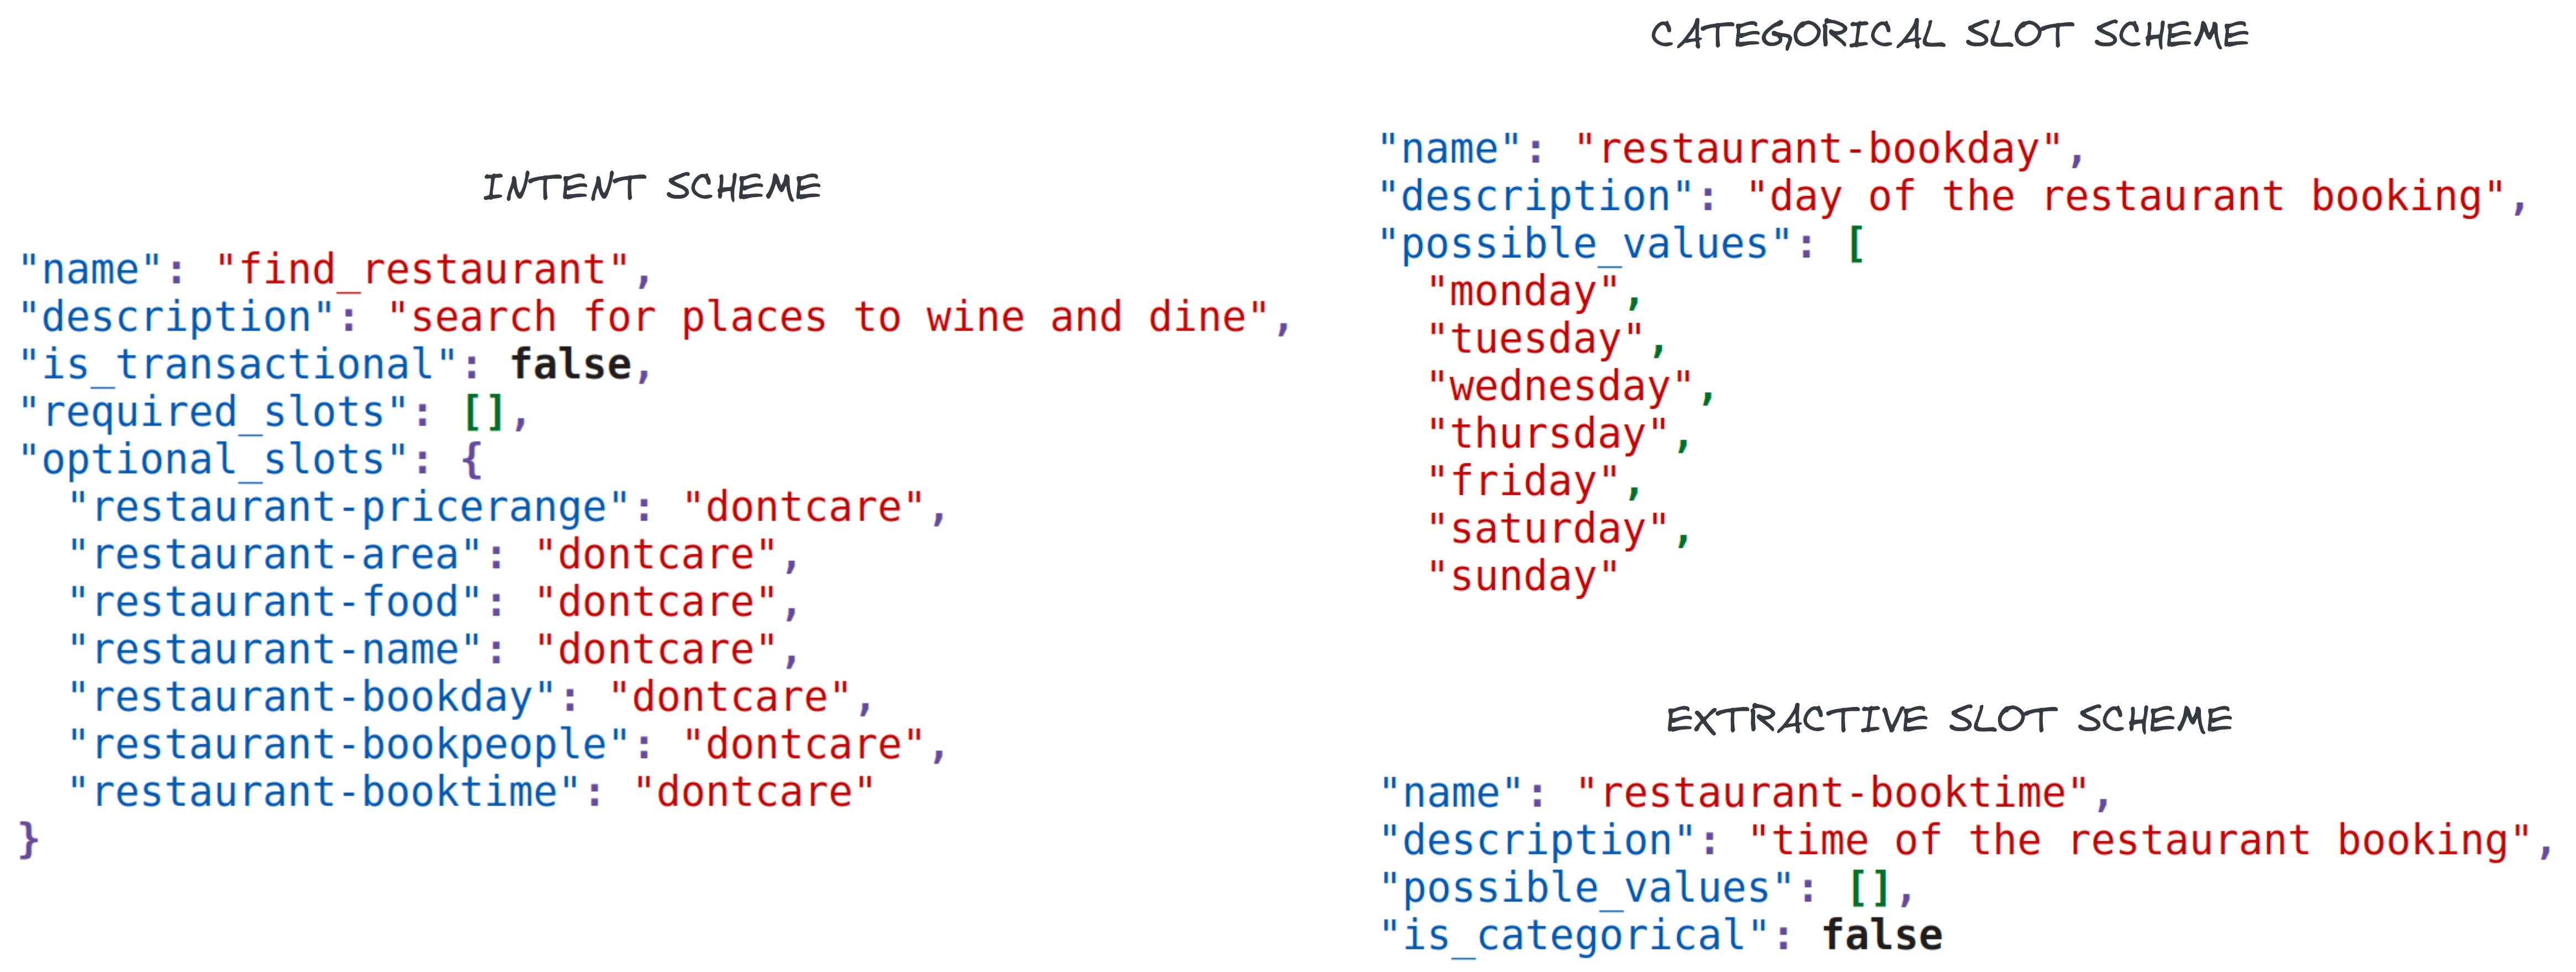 INTENT SCHEME
"name": "find_restaurant",
"description": "search for places to wine and dine",
"is_transactional": false,
"required_slots": [],
"optional_slots": {
"restaurant-pricerange": "dontcare",
"restaurant-area": "dontcare",
"restaurant-food": "dontcare",
"restaurant-name": "dontcare",
"restaurant-bookday": "dontcare",
"restaurant-bookpeople": "dontcare",
"restaurant-booktime": "dontcare"
}
CATEGORICAL SLOT SCHEME
"name": "restaurant-bookday",
"description": "day of the restaurant booking",
"possible_values": [
"monday",
"tuesday",
"wednesday",
"thursday",
"friday",
"saturday",
"sunday"
EXTRACTIVE SLOT SCHEME
"name": "restaurant-booktime",
"description": "time of the restaurant booking",
"possible_values": [],
"is_categorical": false